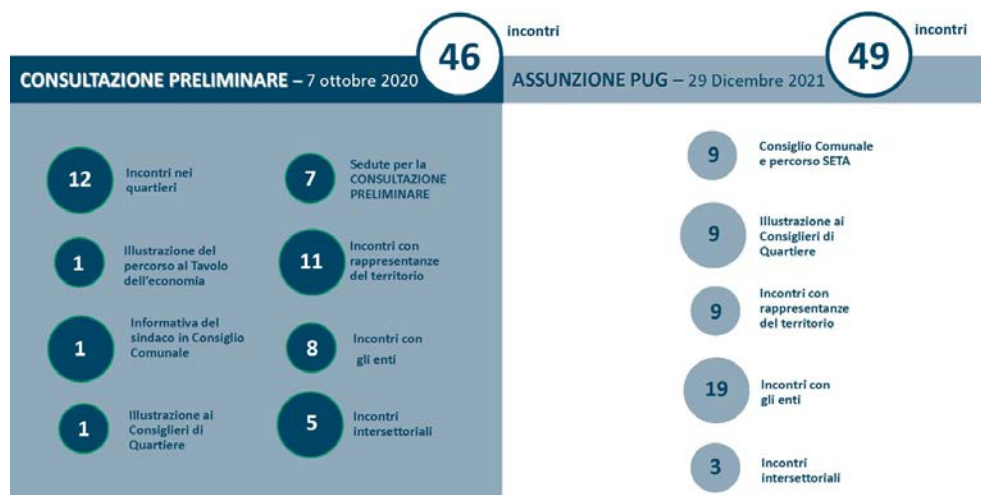 46
incontri
CONSULTAZIONE PRELIMINARE – 7 ottobre 2020
12
Incontri nei
quartieri
1
Illustrazione del
percorso al Tavolo
dell'economia
1
Informativa del
sindaco in Consiglio
Comunale
1
Illustrazione ai
Consiglieri di
Quartiere
7
Sedute per la
CONSULTAZIONE
PRELIMINARE
11
Incontri con
rappresentanze
del territorio
8
Incontri con
gli enti
5
Incontri
intersettoriali
49
incontri
ASSUNZIONE PUG – 29 Dicembre 2021
9
Consiglio Comunale
e percorso SETA
9
Illustrazione ai
Consiglieri di
Quartiere
9
Incontri con
rappresentanze
del territorio
19
Incontri con
gli enti
3
Incontri
intersettoriali